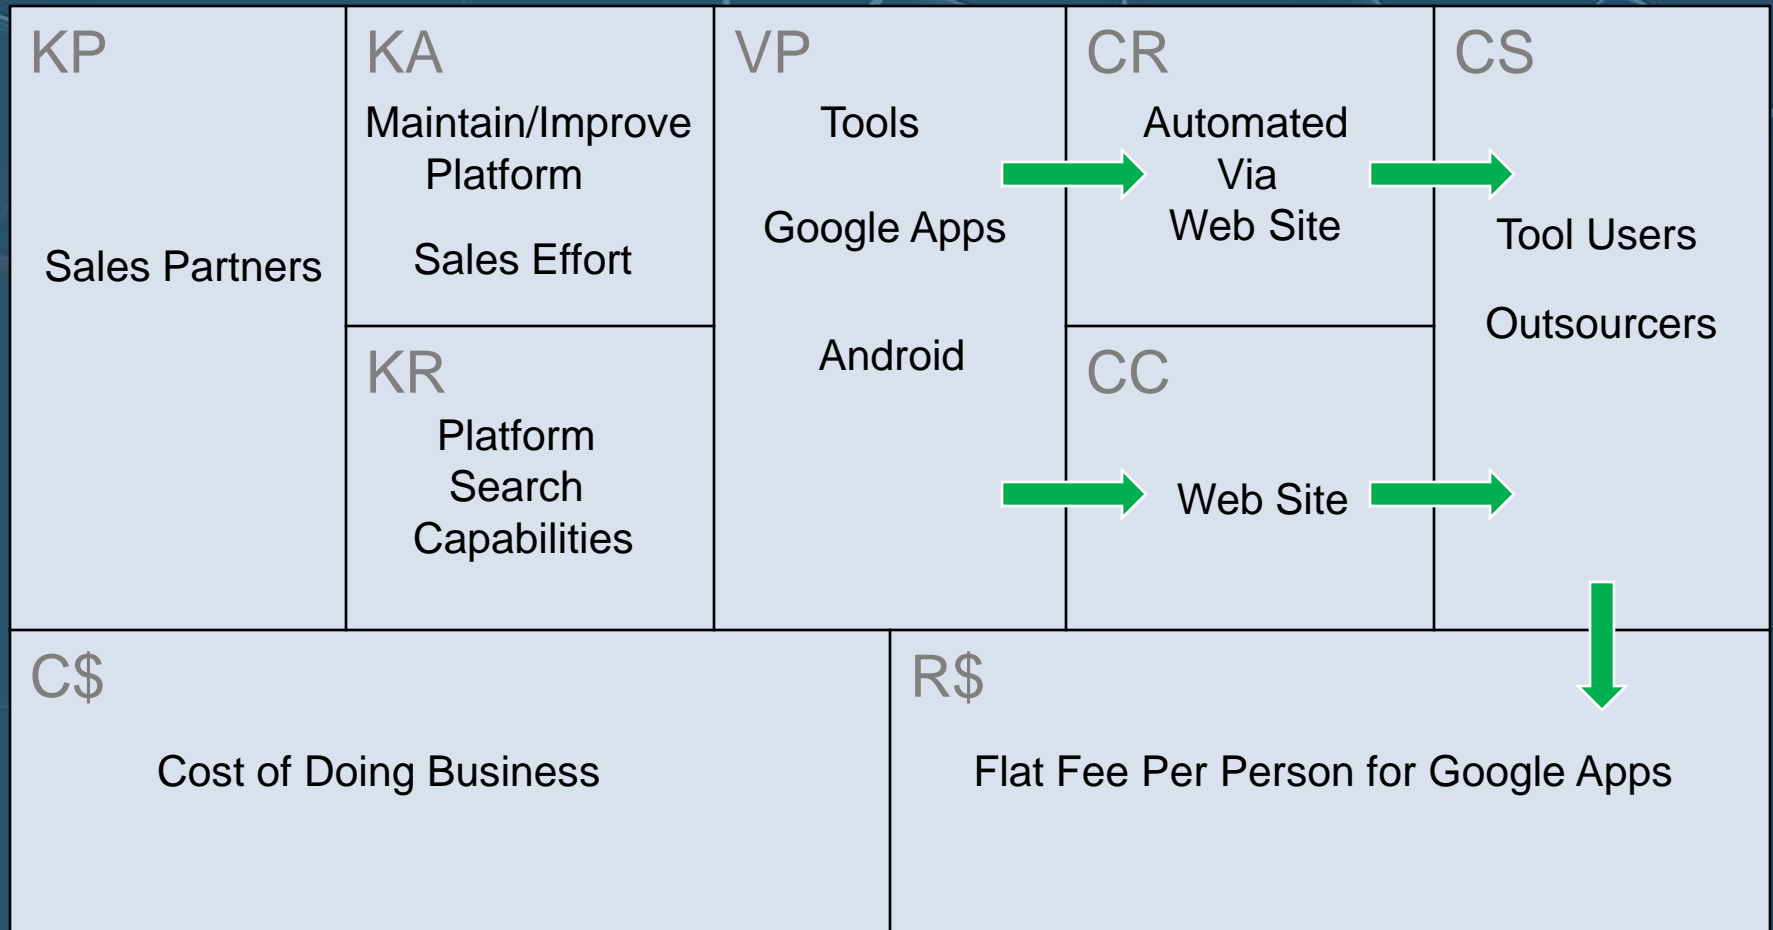 KP
Sales Partners
KA
Maintain/Improve
Platform
Sales Effort
KR
Platform
Search
Capabilities
VP
Tools
Google Apps
Android
CR
Automated
Via
Web Site
CC
Web Site
CS
Tool Users
Outsourcers
C$
Cost of Doing Business
R$
Flat Fee Per Person for Google Apps